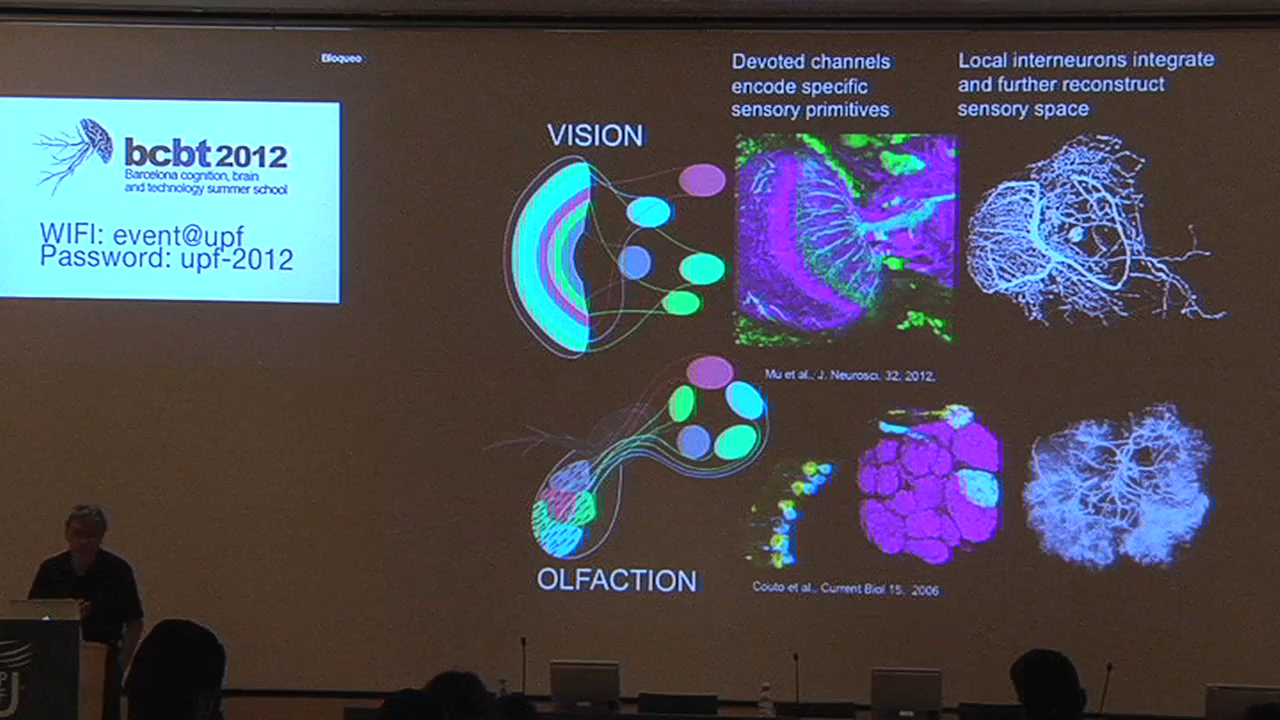 Bloqueo
bcbt 2012
Barcelona cognition, brain
and technology summer school
WIFI: event@upf
Password: upf-2012
VISION
Devoted channels
encode specific
sensory primitives
Local interneurons integrate
and further reconstruct
sensory space
Mu et al., J. Neurosci. 32, 2012.
OLFACTION
Couto et al., Current Biol 15, 2006